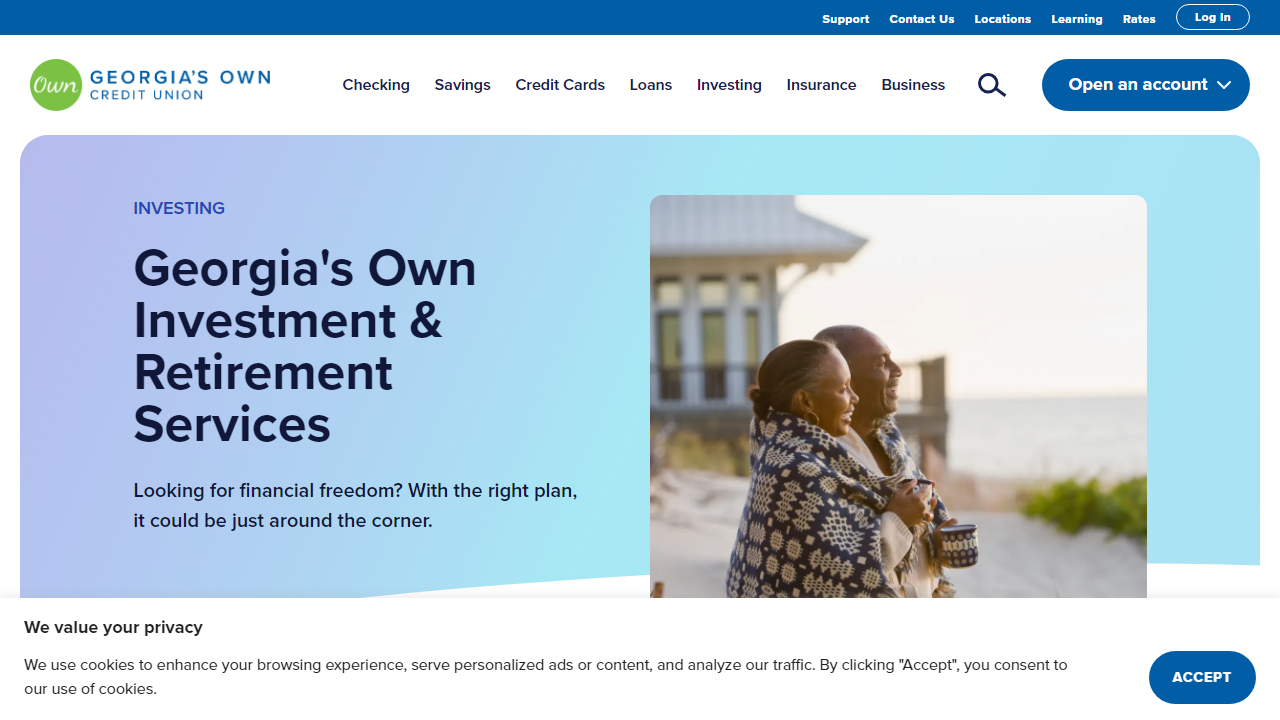 Support Contact Us Locations Learning Rates Log In
Own GEORGIA'S OWN
CREDIT UNION
Checking Savings Credit Cards Loans Investing Insurance Business Open an account
INVESTING
Georgia's Own
Investment &
Retirement
Services
Looking for financial freedom? With the right plan,
it could be just around the corner.
We value your privacy
We use cookies to enhance your browsing experience, serve personalized ads or content, and analyze our traffic. By clicking "Accept", you consent to
our use of cookies.
ACCEPT